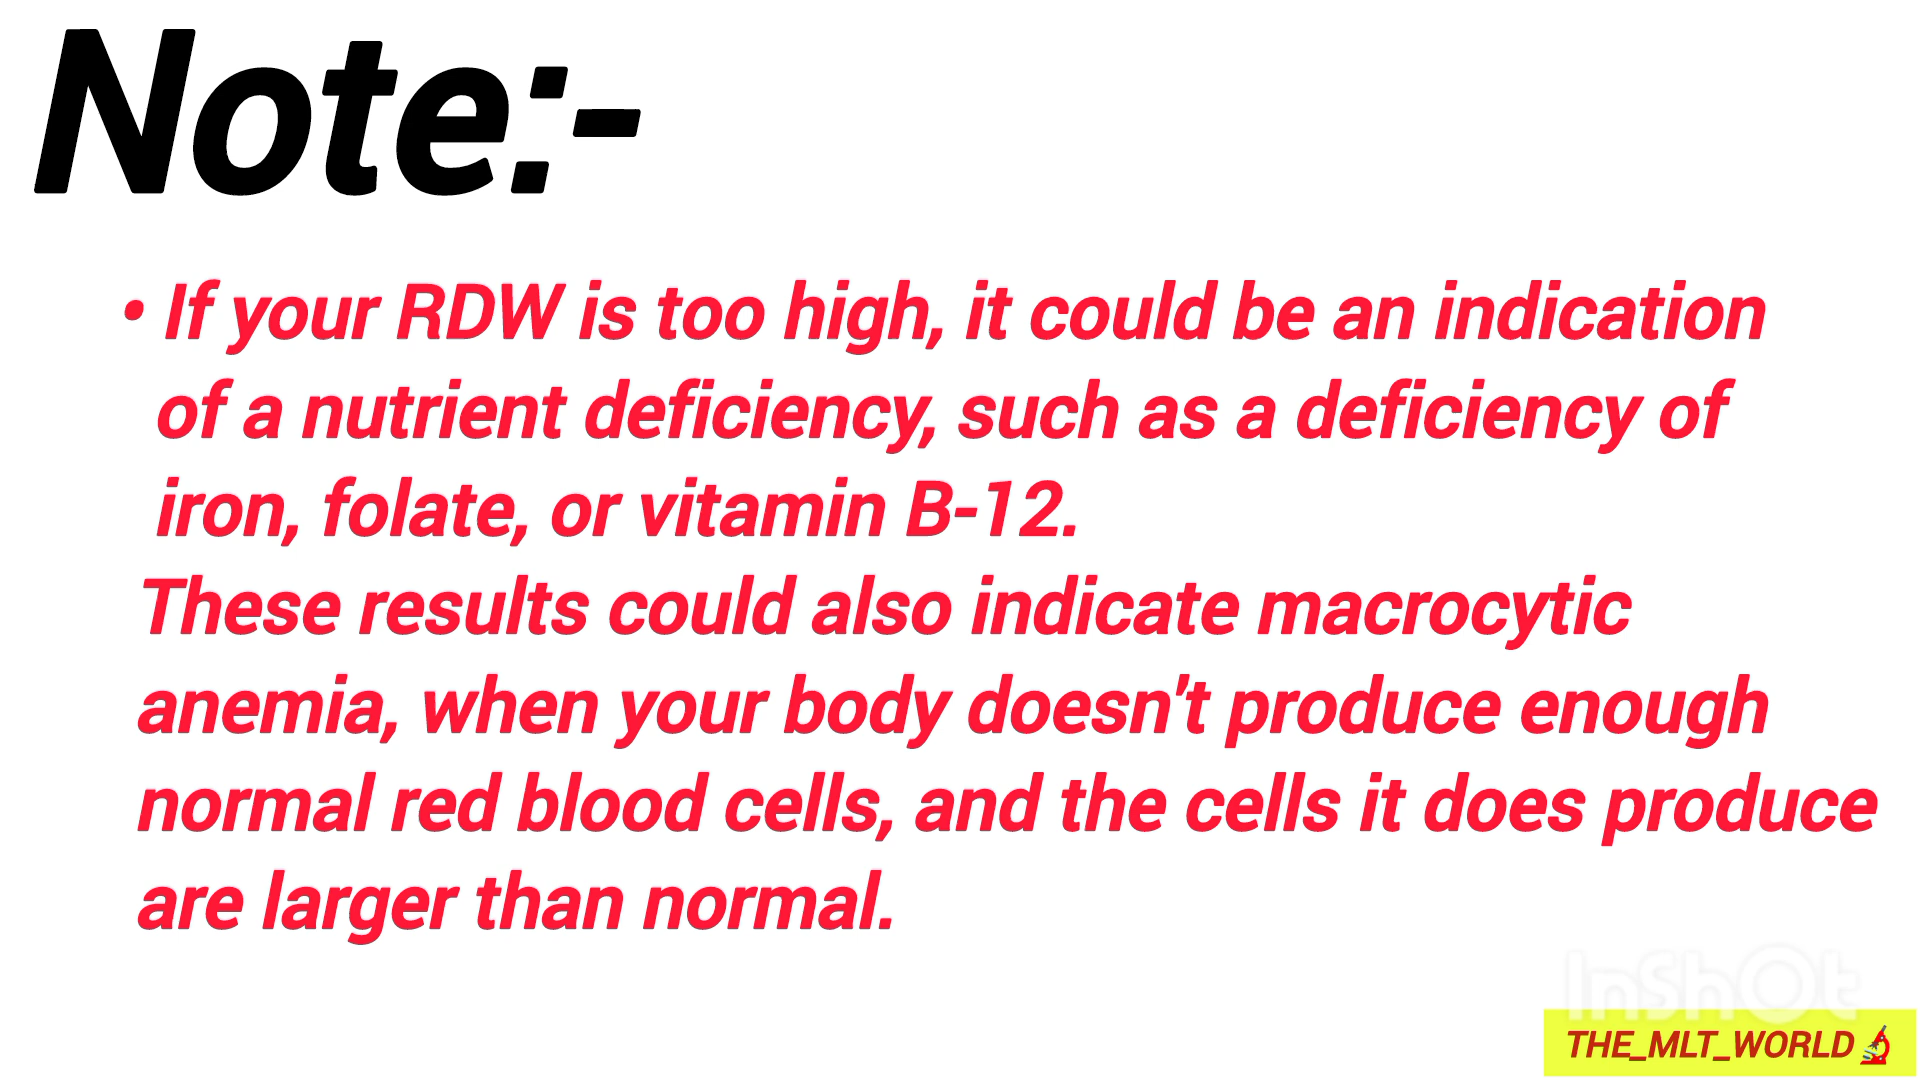 Note:-
• If your RDW is too high, it could be an indication
of a nutrient deficiency, such as a deficiency of
iron, folate, or vitamin B-12.
These results could also indicate macrocytic
anemia, when your body doesn't produce enough
normal red blood cells, and the cells it does produce
are larger than normal.
InShOt
THE_MLT_WORLD